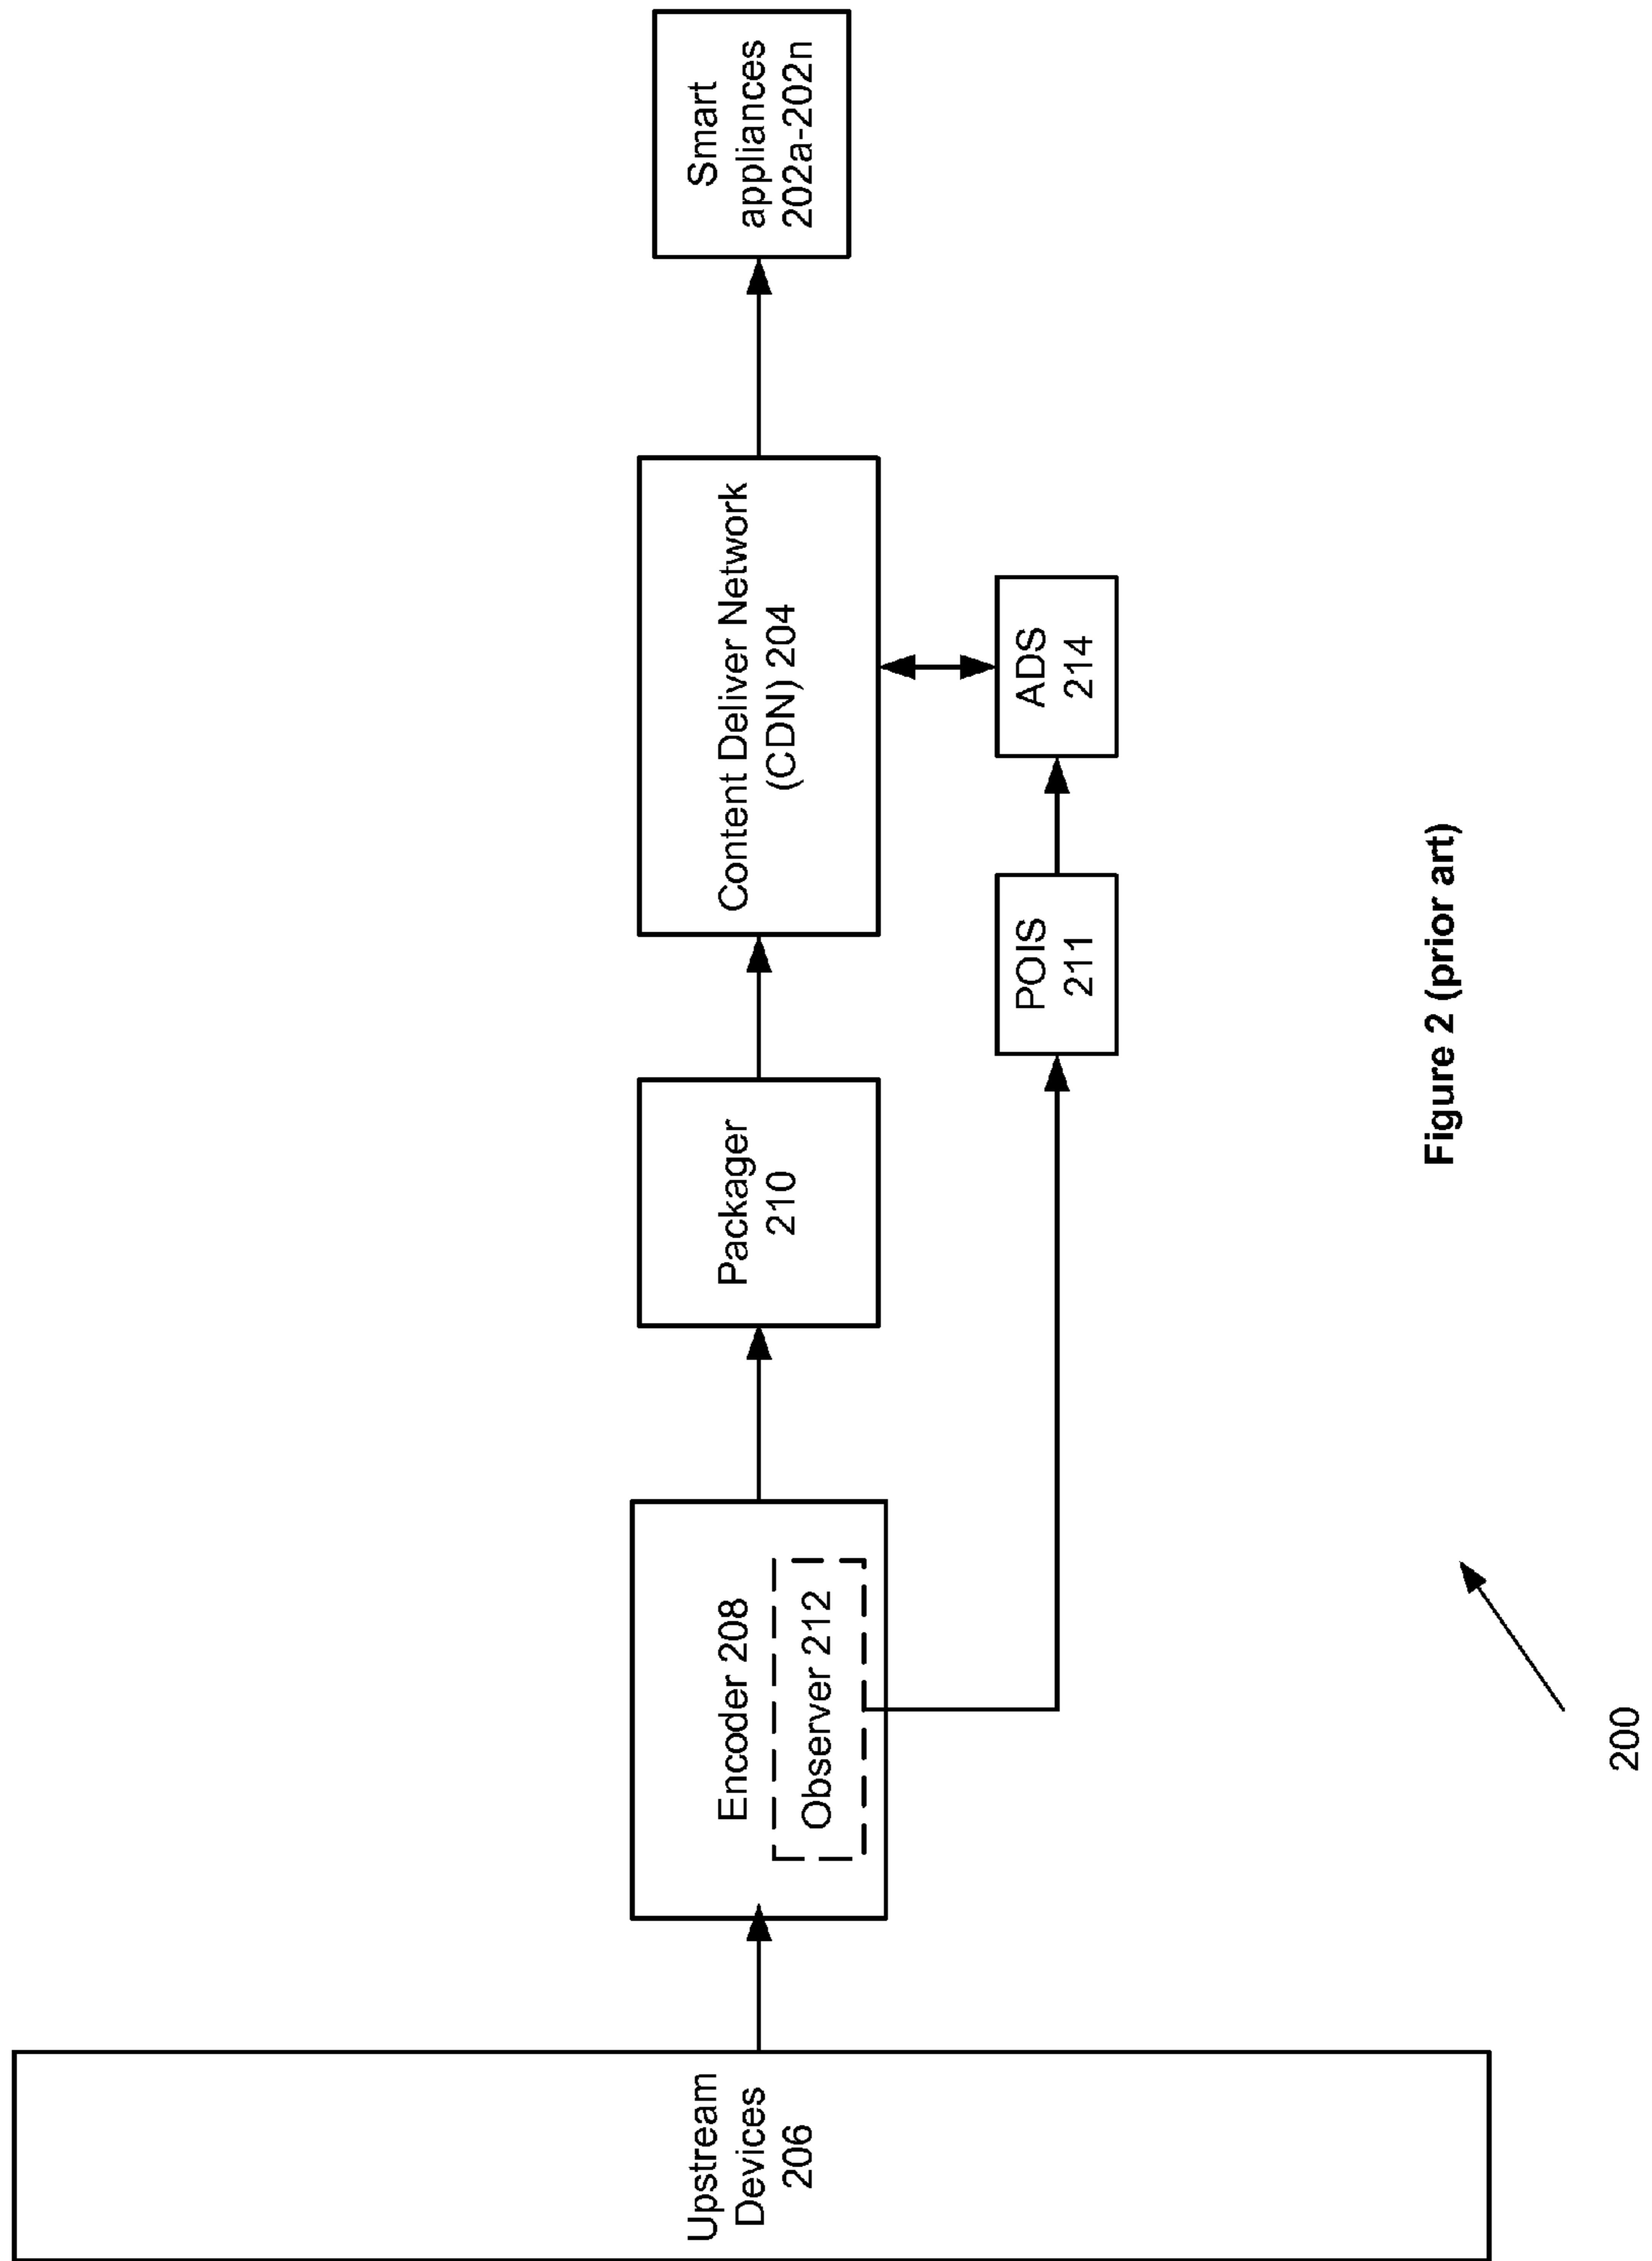 Upstream
Devices
206
Encoder 208
Observer 212
Packager
210
Content Deliver Network
(CDN) 204
Smart
appliances
202a-202n
POIS
211
ADS
214
200
Figure 2 (prior art)